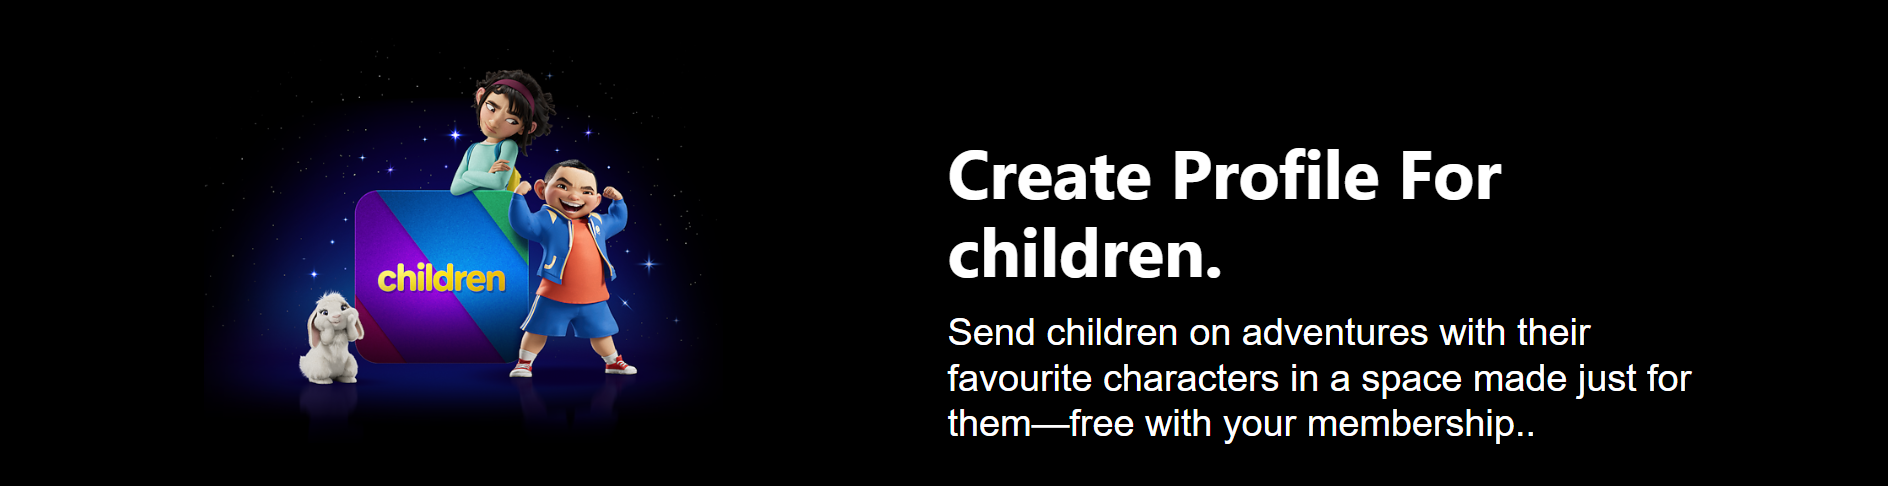 children
Create Profile For
children.
Send children on adventures with their
favourite characters in a space made just for
them—free with your membership..